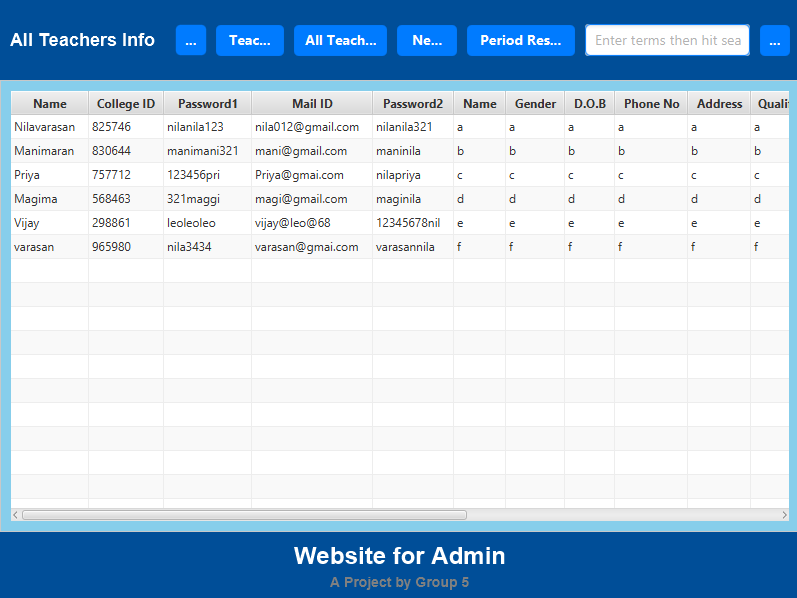 All Teachers Info ... Teac... All Teach... Ne... Period Res... Enter terms then hit sea ...
Name College ID Password1 Mail ID Password2 Name Gender D.O.B Phone No Address Qualif
Nilavarasan 825746 nilanila123 nila012@gmail.com nilanila321 a a a a a a
Manimaran 830644 manimani321 mani@gmail.com maninila b b b b b b
Priya 757712 123456pri Priya@gmai.com nilapriya c c c c c c
Magima 568463 321maggi magi@gmail.com maginila d d d d d d
Vijay 298861 leoleoleo vijay@leo@68 12345678nil e e e e e e
varasan 965980 nila3434 varasan@gmai.com varasannila f f f f f f
Website for Admin
A Project by Group 5